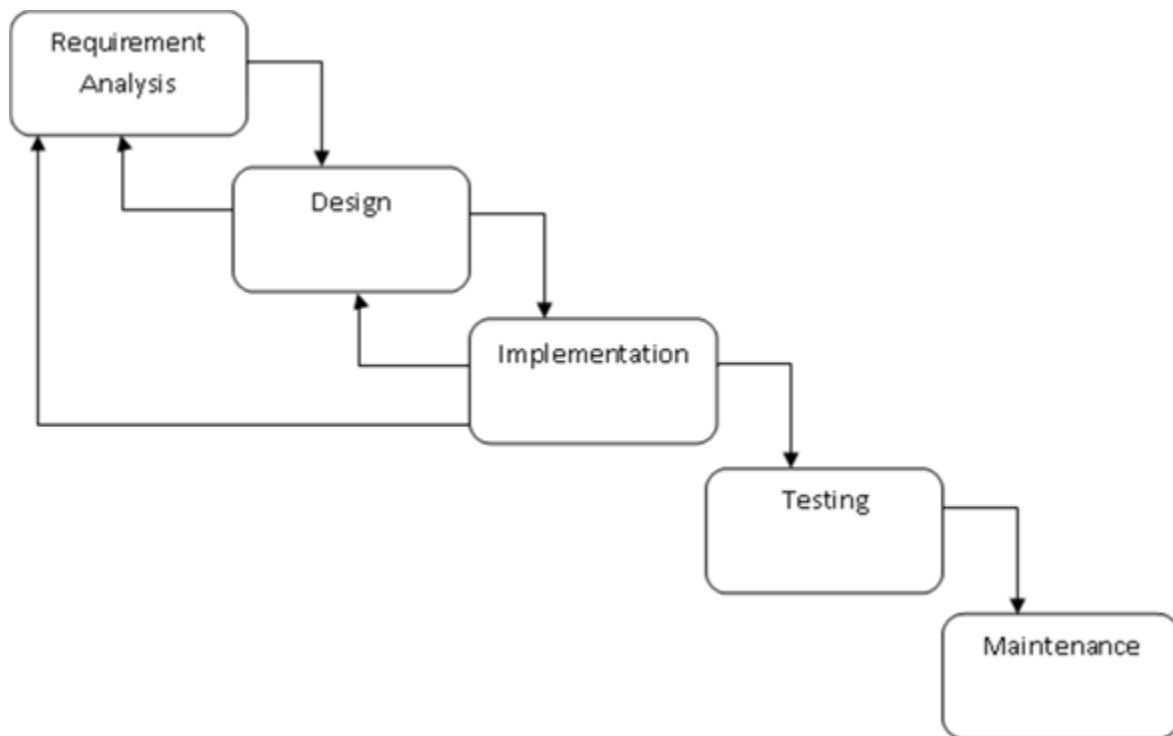 Requirement
Analysis
Design
Implementation
Testing
Maintenance